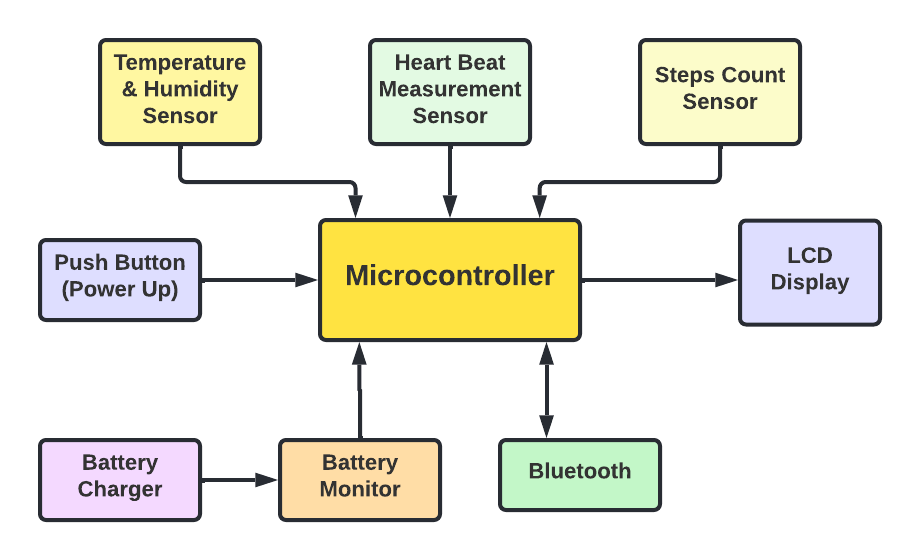 Temperature
& Humidity
Sensor
Heart Beat
Measurement
Sensor
Steps Count
Sensor
Push Button
(Power Up)
Microcontroller
LCD
Display
Battery
Charger
Battery
Monitor
Bluetooth